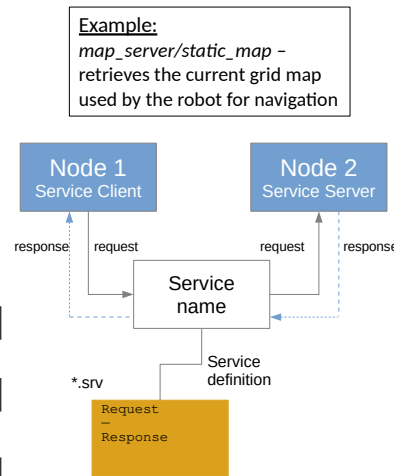 Example:
map_server/static_map –
retrieves the current grid map
used by the robot for navigation
Node 1
Service Client
Node 2
Service Server
response
request
request
response
Service
name
Service
definition
*.srv
Request
—
Response